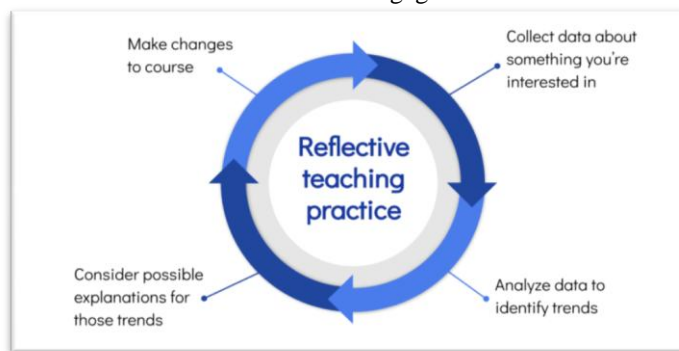 Make changes
to course
Collect data about
something you're
interested in
Reflective
teaching
practice
Consider possible
explanations for
those trends
Analyze data to
identify trends